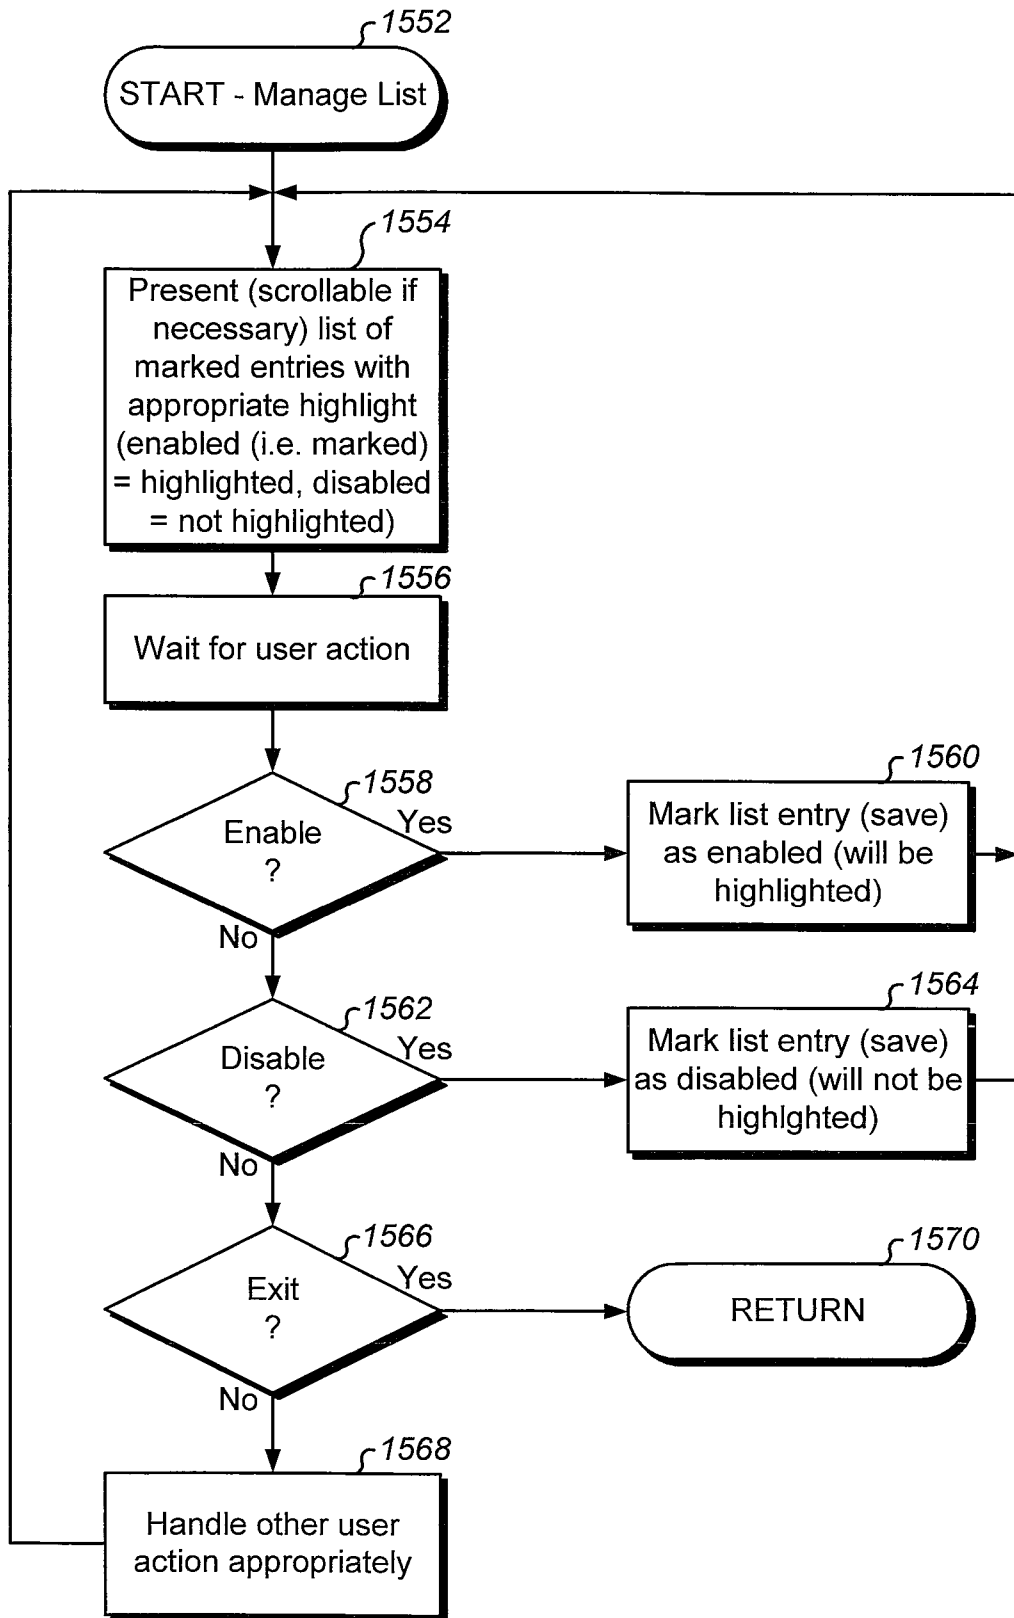 1552
START - Manage List
1554
Present (scrollable if
necessary) list of
marked entries with
appropriate highlight
(enabled (i.e. marked)
= highlighted, disabled
= not highlighted)
1556
Wait for user action
1558
Enable
?
Yes
No
1560
Mark list entry (save)
as enabled (will be
highlighted)
1562
Disable
?
Yes
No
1564
Mark list entry (save)
as disabled (will not be
highlghted)
1566
Exit
?
Yes
No
1570
RETURN
1568
Handle other user
action appropriately